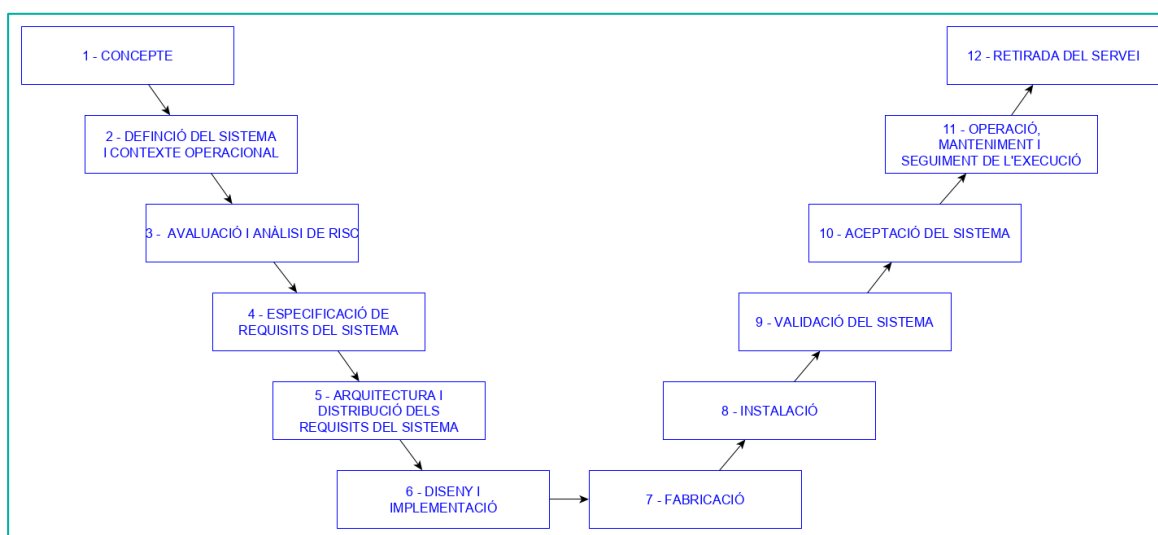 1 - CONCEPTE
2 - DEFINCIÓ DEL SISTEMA
I CONTEXTE OPERACIONAL
3 - AVALUACIÓ I ANÀLISI DE RISC
4 - ESPECIFICACIÓ DE
REQUISITS DEL SISTEMA
5 - ARQUITECTURA I
DISTRIBUCIÓ DELS
REQUISITS DEL SISTEMA
6 - DISENY I
IMPLEMENTACIÓ
7 - FABRICACIÓ
8 - INSTALACIÓ
9 - VALIDACIÓ DEL SISTEMA
10 - ACEPTACIÓ DEL SISTEMA
11 - OPERACIÓ,
MANTENIMENT I
SEGUIMENT DE L'EXECUCIÓ
12 - RETIRADA DEL SERVEI